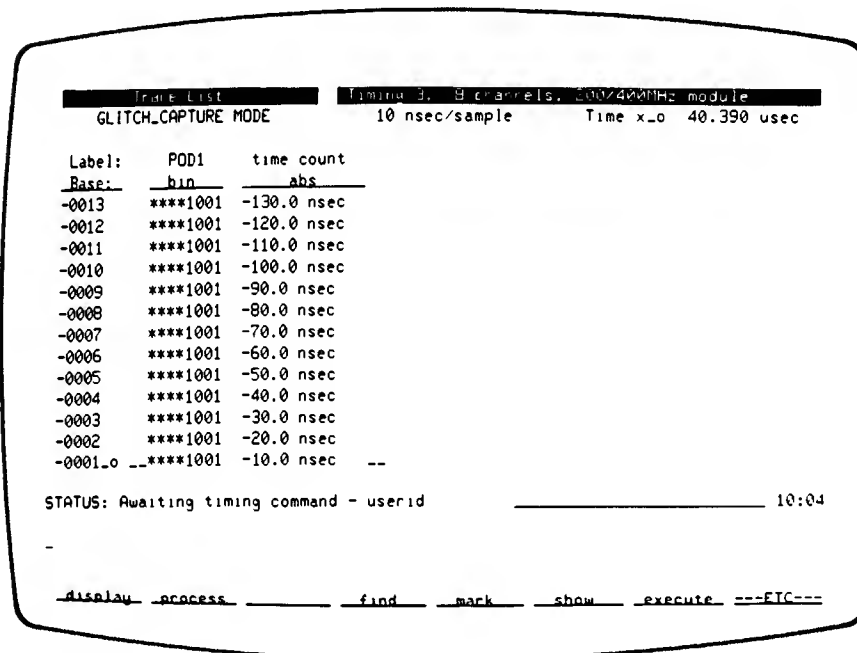 Trace List Timing 3, 8 channels, 200/400MHz module
GLITCH_CAPTURE MODE 10 nsec/sample Time x_o 40.390 usec
Label: POD1 time count
Base: bin abs
-0013 ****1001 -130.0 nsec
-0012 ****1001 -120.0 nsec
-0011 ****1001 -110.0 nsec
-0010 ****1001 -100.0 nsec
-0009 ****1001 -90.0 nsec
-0008 ****1001 -80.0 nsec
-0007 ****1001 -70.0 nsec
-0006 ****1001 -60.0 nsec
-0005 ****1001 -50.0 nsec
-0004 ****1001 -40.0 nsec
-0003 ****1001 -30.0 nsec
-0002 ****1001 -20.0 nsec
-0001_o __****1001 -10.0 nsec __
STATUS: Awaiting timing command - userid 10:04
-
display process find mark show execute ---ETC---